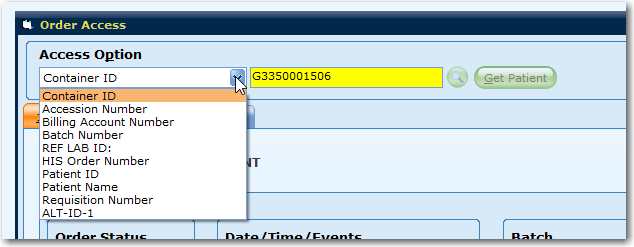 Order Access
Access Option
Container ID G3350001506 Get Patient
Container ID
Accession Number
Billing Account Number
Batch Number
REF LAB ID:
HIS Order Number
Patient ID
Patient Name
Requisition Number
ALT-ID-1
Order Status Date/Time/Events Batch